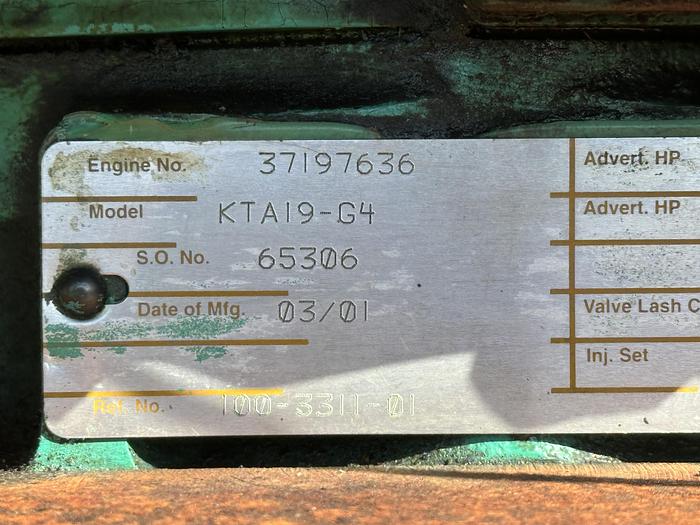 Engine No. 37197636
Model KTA19-G4
S.O. No. 65306
Date of Mfg. 03/01
Ref. No. 100-3311-01
Advert. HP
Advert. HP
Valve Lash C
Inj. Set